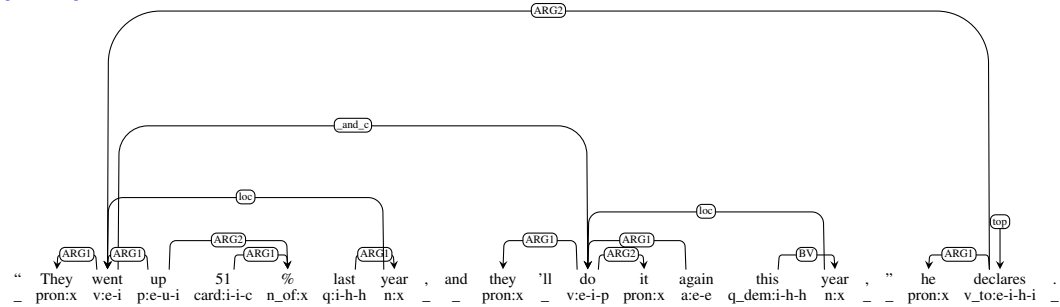 ARG2
_and_c
loc
loc
top
ARG2 ARG1 ARG1
ARG1 ARG1 ARG1 ARG1 ARG2 BV ARG1
“ They went up 51 % last year , and they 'll do it again this year , ” he declares .
_ pron:x v:e-i p:e-u-i card:i-i-c n_of:x q:i-h-h n:x _ _ pron:x _ v:e-i-p pron:x a:e-e q_dem:i-h-h n:x _ _ pron:x v_to:e-i-h-i _